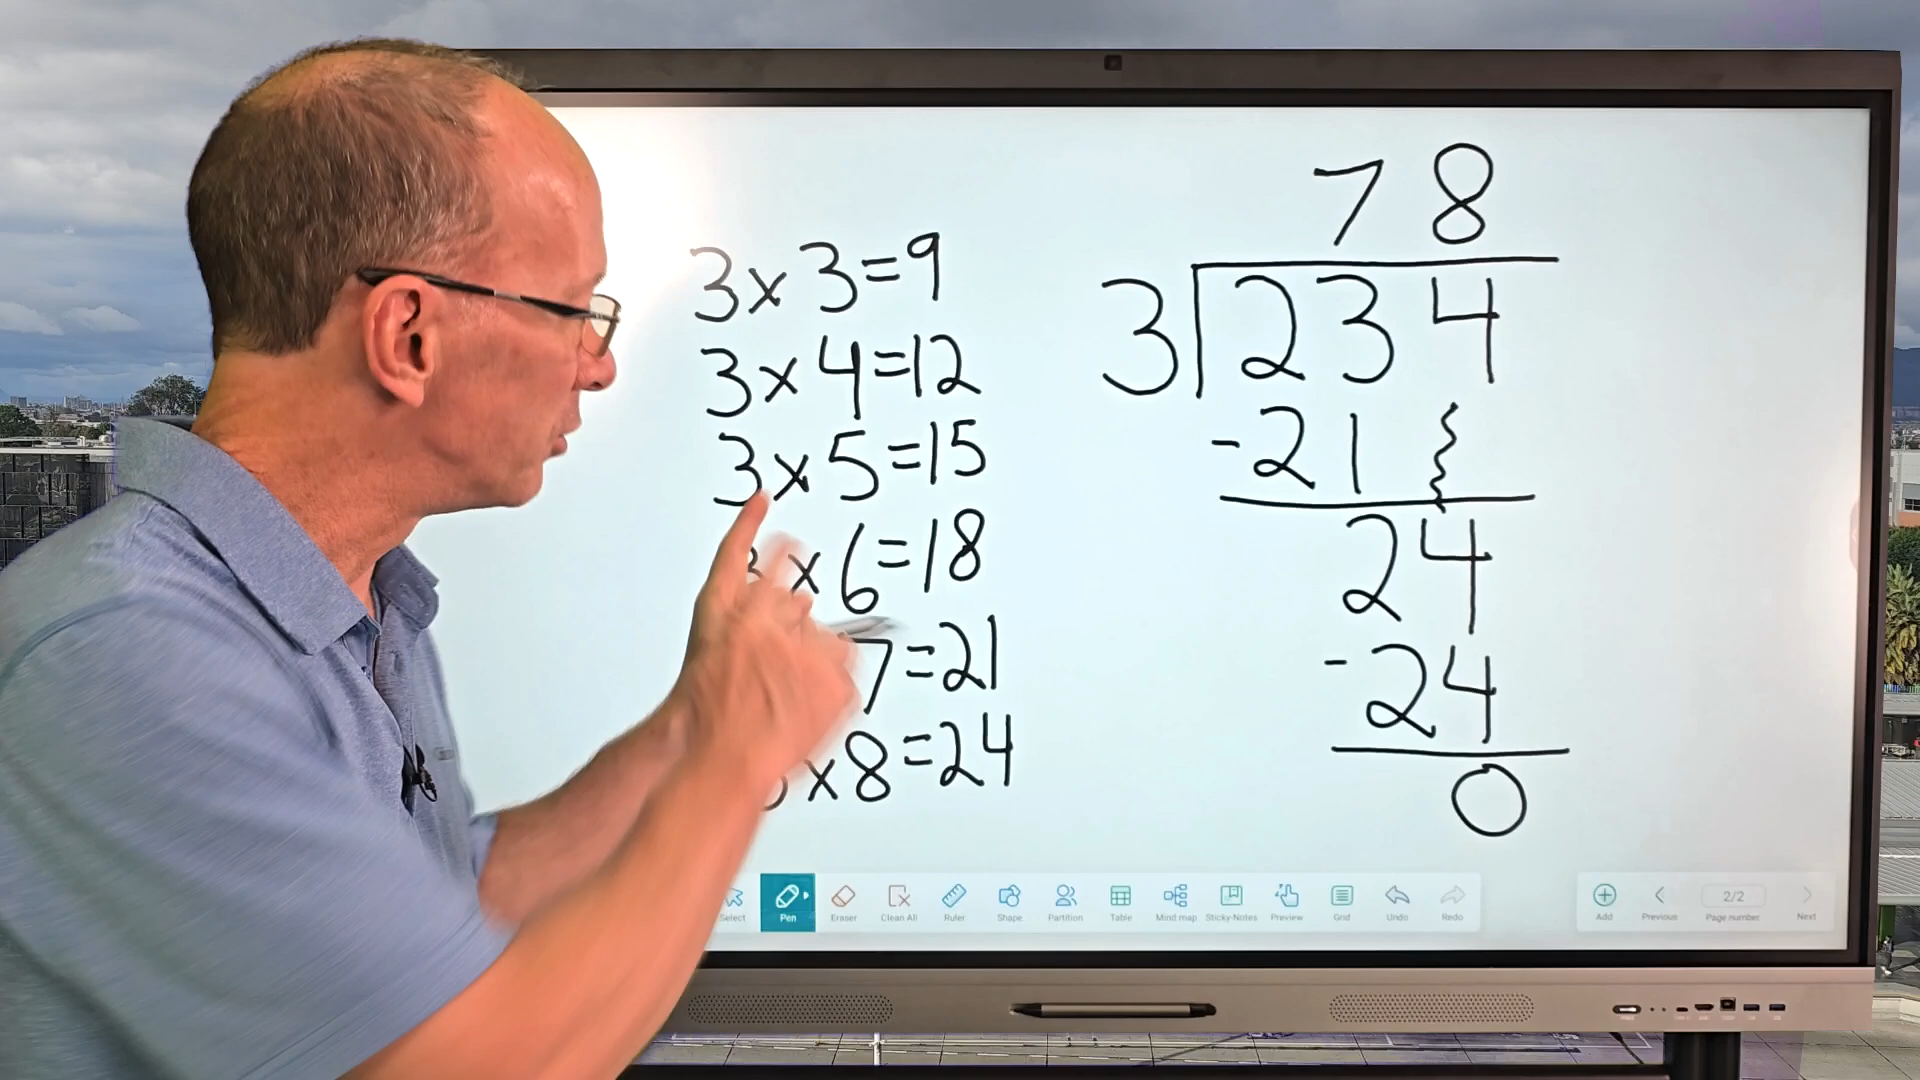 3x3=9
3x4=12
3x5=15
x6=18
7=21
x8=24
78
3 234
-21
24
-24
0
Select Pen Eraser Clean All Ruler Shape Partition Table Mind map Sticky-Notes Preview Grid Undo Redo
Add Previous 2/2 Page number Next